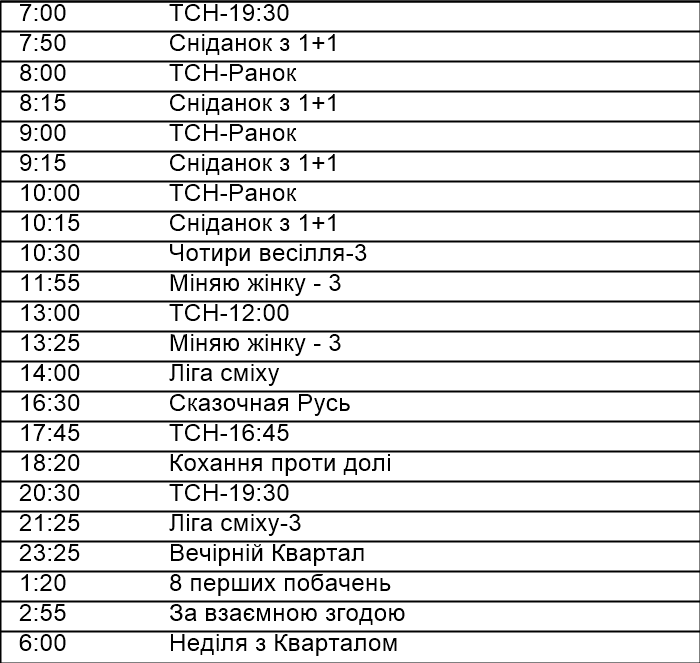 7:00 ТСН-19:30
7:50 Сніданок з 1+1
8:00 ТСН-Ранок
8:15 Сніданок з 1+1
9:00 ТСН-Ранок
9:15 Сніданок з 1+1
10:00 ТСН-Ранок
10:15 Сніданок з 1+1
10:30 Чотири весілля-3
11:55 Міняю жінку - 3
13:00 ТСН-12:00
13:25 Міняю жінку - 3
14:00 Ліга сміху
16:30 Сказочная Русь
17:45 ТСН-16:45
18:20 Кохання проти долі
20:30 ТСН-19:30
21:25 Ліга сміху-3
23:25 Вечірній Квартал
1:20 8 перших побачень
2:55 За взаємною згодою
6:00 Неділя з Кварталом